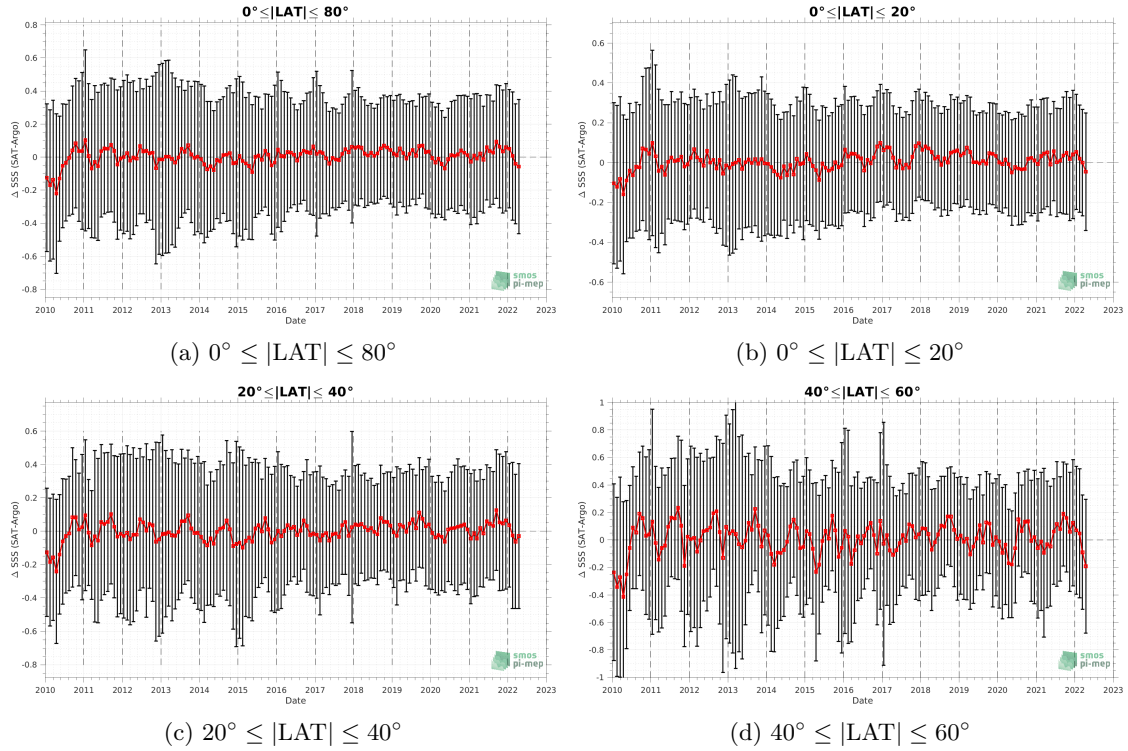 0°≤|LAT|≤ 80°
0.8
0.6
0.4
0.2
0
-0.2
-0.4
-0.6
-0.8
Δ SSS (SAT-Argo)
2010 2011 2012 2013 2014 2015 2016 2017 2018 2019 2020 2021 2022 2023
Date
smos
pi-mep
(a) 0° ≤ |LAT| ≤ 80°
0°≤|LAT|≤ 20°
0.6
0.4
0.2
0
-0.2
-0.4
-0.6
Δ SSS (SAT-Argo)
2010 2011 2012 2013 2014 2015 2016 2017 2018 2019 2020 2021 2022 2023
Date
smos
pi-mep
(b) 0° ≤ |LAT| ≤ 20°
20°≤|LAT|≤ 40°
0.6
0.4
0.2
0
-0.2
-0.4
-0.6
-0.8
Δ SSS (SAT-Argo)
2010 2011 2012 2013 2014 2015 2016 2017 2018 2019 2020 2021 2022 2023
Date
smos
pi-mep
(c) 20° ≤ |LAT| ≤ 40°
40°≤|LAT|≤ 60°
1
0.8
0.6
0.4
0.2
0
-0.2
-0.4
-0.6
-0.8
-1
Δ SSS (SAT-Argo)
2010 2011 2012 2013 2014 2015 2016 2017 2018 2019 2020 2021 2022 2023
Date
smos
pi-mep
(d) 40° ≤ |LAT| ≤ 60°